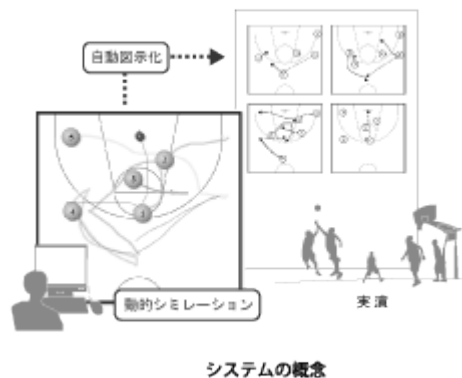 自動図示化
動的シミレーション
実演
システムの概念